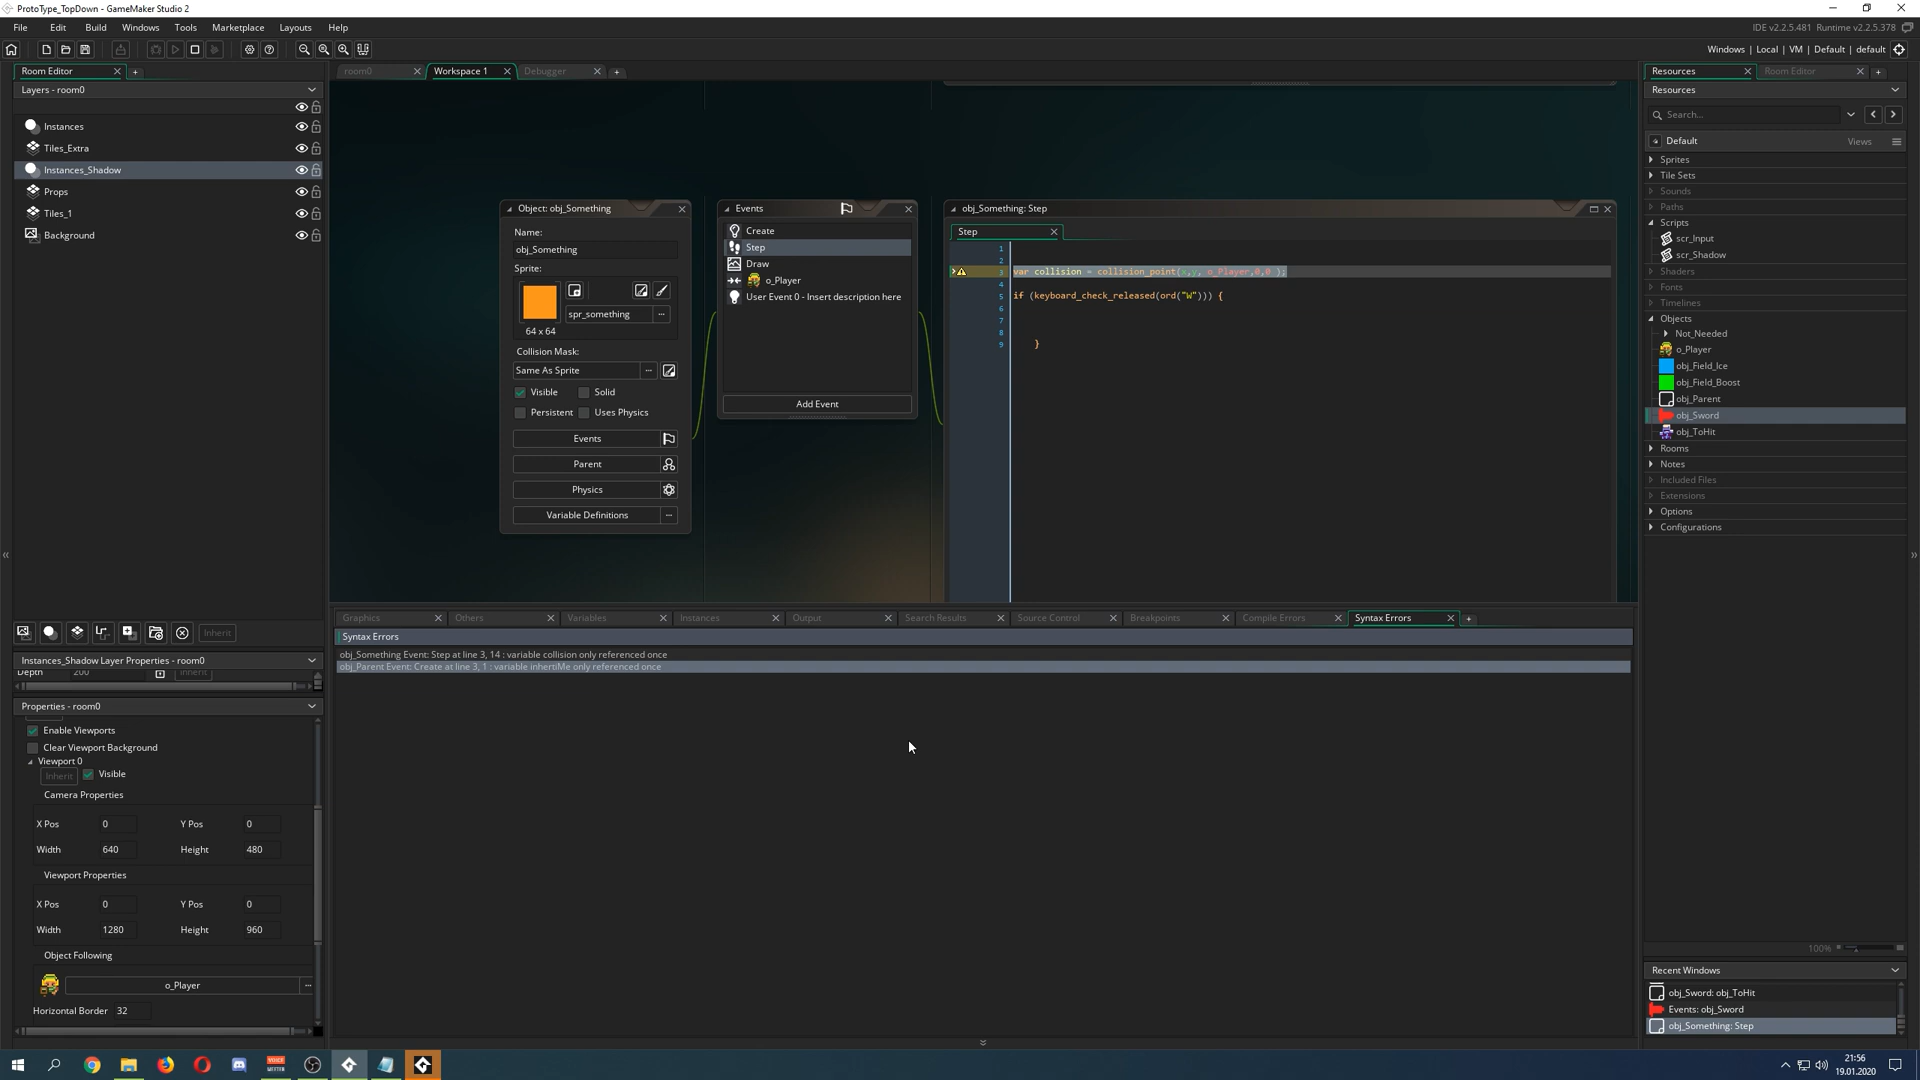 ProtoType_TopDown - GameMaker Studio 2
File Edit Build Windows Tools Marketplace Layouts Help
IDE v2.2.5.481 Runtime v2.2.5.378
Windows | Local | VM | Default | default
Room Editor
room0 Workspace 1 Debugger
Resources Room Editor
Layers - room0
Instances
Tiles_Extra
Instances_Shadow
Props
Tiles_1
Background
Inherit
Instances_Shadow Layer Properties - room0
Depth 200 Inherit
Properties - room0
Enable Viewports
Clear Viewport Background
Viewport 0
Inherit Visible
Camera Properties
X Pos 0 Y Pos 0
Width 640 Height 480
Viewport Properties
X Pos 0 Y Pos 0
Width 1280 Height 960
Object Following
o_Player
Horizontal Border 32
Object: obj_Something
Name:
obj_Something
Sprite:
spr_something
64 x 64
Collision Mask:
Same As Sprite
Visible Solid
Persistent Uses Physics
Events
Parent
Physics
Variable Definitions
Events
Create
Step
Draw
o_Player
User Event 0 - Insert description here
Add Event
obj_Something: Step
Step
1
2
3 var collision = collision_point(x,y, o_Player,0,0 );
4
5 if (keyboard_check_released(ord("W"))) {
6
7
8
9 }
Graphics Others Variables Instances Output Search Results Source Control Breakpoints Compile Errors Syntax Errors
Syntax Errors
obj_Something Event: Step at line 3, 14 : variable collision only referenced once
obj_Parent Event: Create at line 3, 1 : variable inhertiMe only referenced once
Resources
Search...
Default Views
Sprites
Tile Sets
Sounds
Paths
Scripts
scr_Input
scr_Shadow
Shaders
Fonts
Timelines
Objects
Not_Needed
o_Player
obj_Field_Ice
obj_Field_Boost
obj_Parent
obj_Sword
obj_ToHit
Rooms
Notes
Included Files
Extensions
Options
Configurations
100%
Recent Windows
obj_Sword: obj_ToHit
Events: obj_Sword
obj_Something: Step
21:56
19.01.2020